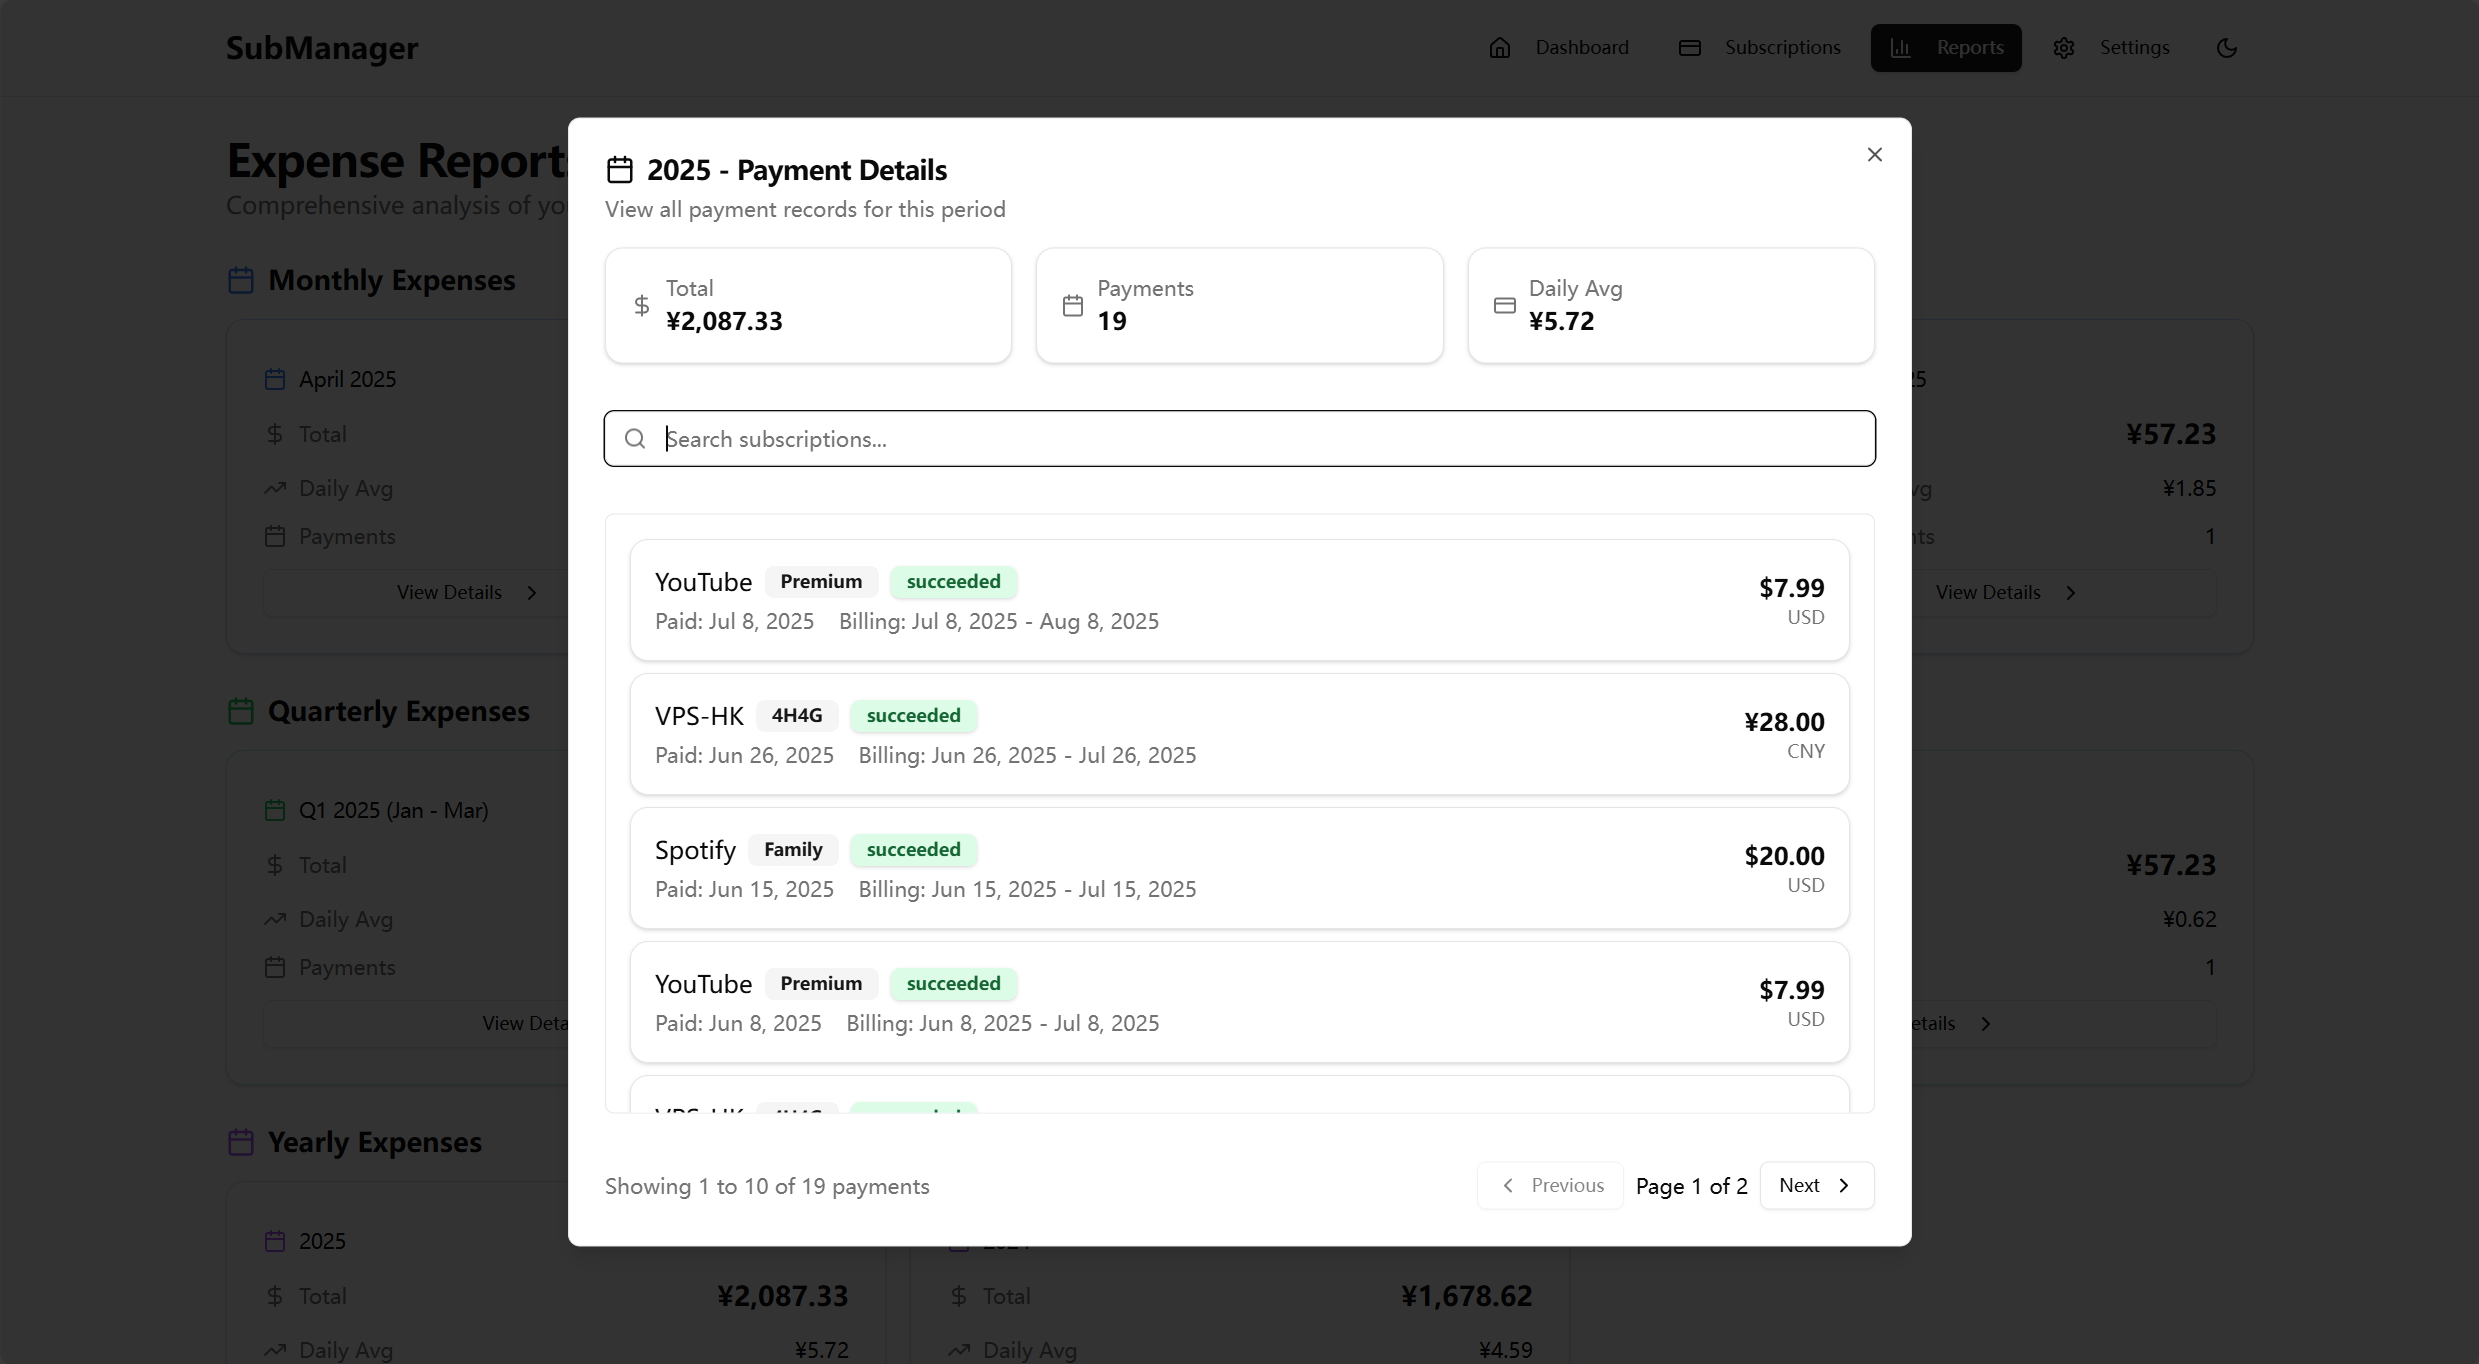 SubManager
Dashboard
Subscriptions
Reports
Settings
Expense Report
Comprehensive analysis of
Monthly Expenses
April 2025
Total
Daily Avg
Payments
View Details
¥57.23
¥1.85
1
View Details
Quarterly Expenses
Q1 2025 (Jan - Mar)
Total
Daily Avg
Payments
View
¥57.23
¥0.62
1
Yearly Expenses
2025
Total
¥2,087.33
Daily Avg
¥5.72
Total
¥1,678.62
Daily Avg
¥4.59
2025 - Payment Details
View all payment records for this period
Total
¥2,087.33
Payments
19
Daily Avg
¥5.72
Search subscriptions...
YouTube Premium succeeded
Paid: Jul 8, 2025 Billing: Jul 8, 2025 - Aug 8, 2025
$7.99
USD
VPS-HK 4H4G succeeded
Paid: Jun 26, 2025 Billing: Jun 26, 2025 - Jul 26, 2025
¥28.00
CNY
Spotify Family succeeded
Paid: Jun 15, 2025 Billing: Jun 15, 2025 - Jul 15, 2025
$20.00
USD
YouTube Premium succeeded
Paid: Jun 8, 2025 Billing: Jun 8, 2025 - Jul 8, 2025
$7.99
USD
VPS-HK 4H4G
Showing 1 to 10 of 19 payments
Previous
Page 1 of 2
Next